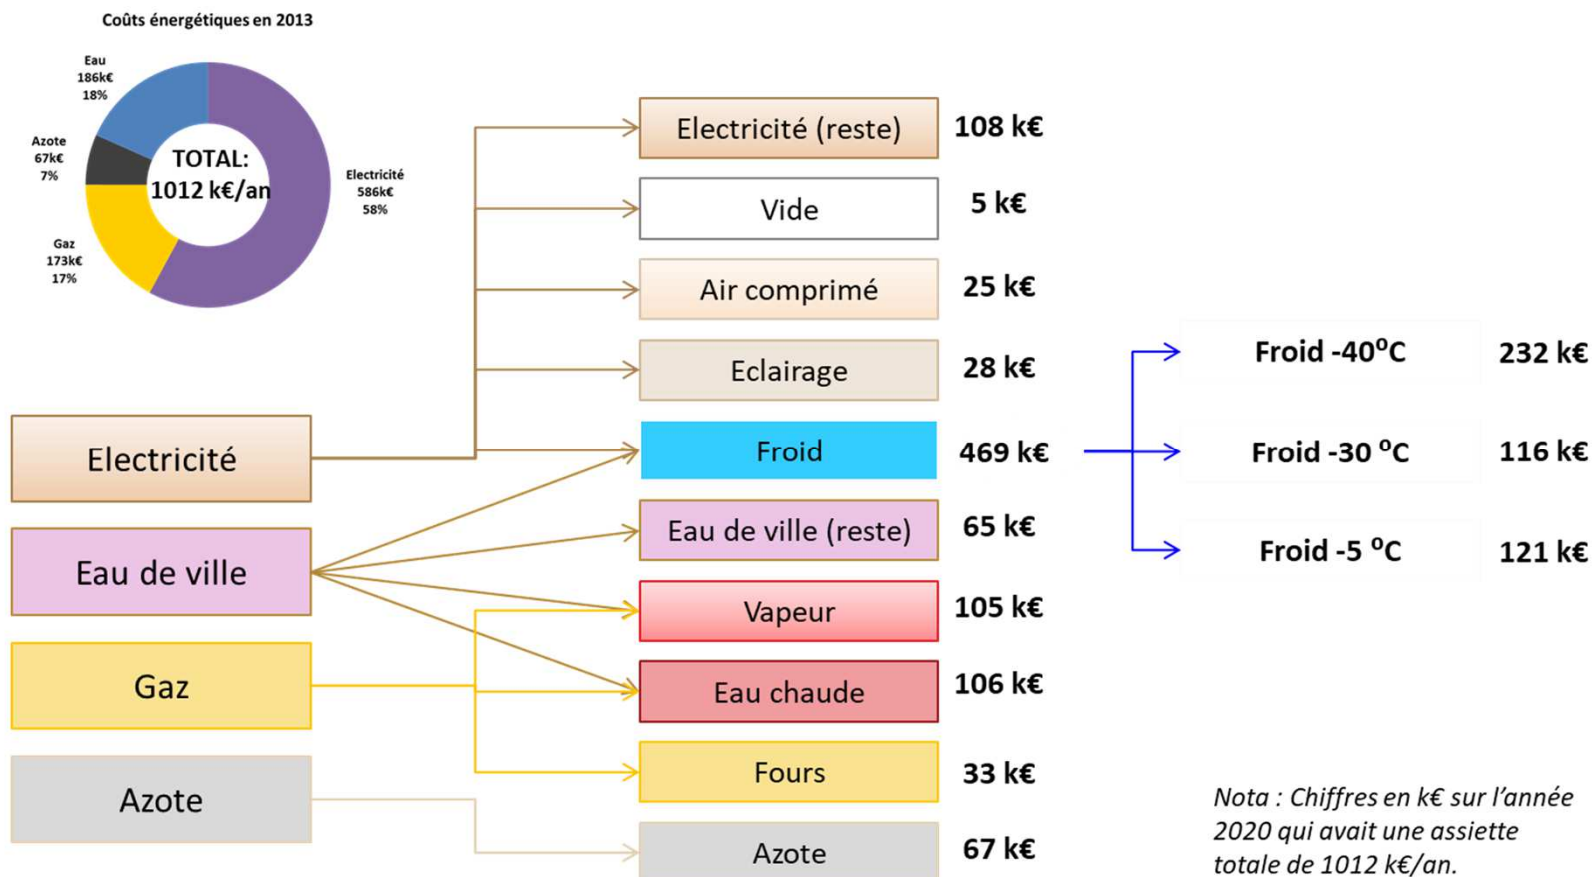 Coûts énergétiques en 2013
Eau
186k€
18%
Azote
67k€
7%
Gaz
173k€
17%
TOTAL:
1012 k€/an
Electricité
586k€
58%
Electricité
Eau de ville
Gaz
Azote
Electricité (reste) 108 k€
Vide 5 k€
Air comprimé 25 k€
Eclairage 28 k€
Froid 469 k€
Eau de ville (reste) 65 k€
Vapeur 105 k€
Eau chaude 106 k€
Fours 33 k€
Azote 67 k€
Froid -40⁰C 232 k€
Froid -30 ⁰C 116 k€
Froid -5 ⁰C 121 k€
Nota : Chiffres en k€ sur l’année
2020 qui avait une assiette
totale de 1012 k€/an.